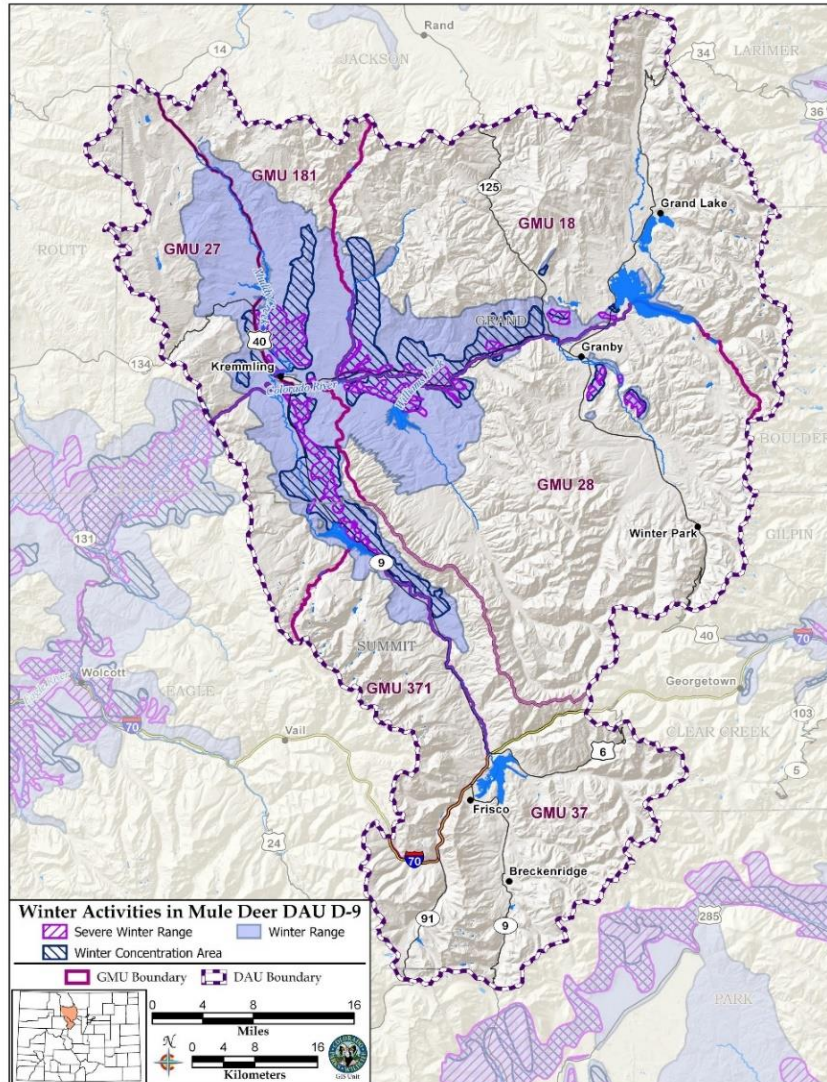 Rand
14
JACKSON
LARIMER
34
36
GMU 181
125
Grand Lake
GMU 18
ROUTT
GMU 27
GRAND
40
Granby
134
Kremmling
Colorado River
Williams Fork
BOULDER
GMU 28
131
Winter Park
GILPIN
9
SUMMIT
40
70
Wolcott
EAGLE
GMU 371
Georgetown
70
Vail
CLEAR CREEK
103
6
5
24
Frisco
GMU 37
70
Breckenridge
91
9
285
PARK
Winter Activities in Mule Deer DAU D-9
Severe Winter Range
Winter Range
Winter Concentration Area
GMU Boundary
DAU Boundary
0 4 8 16
Miles
N
0 4 8 16
Kilometers
GIS Unit